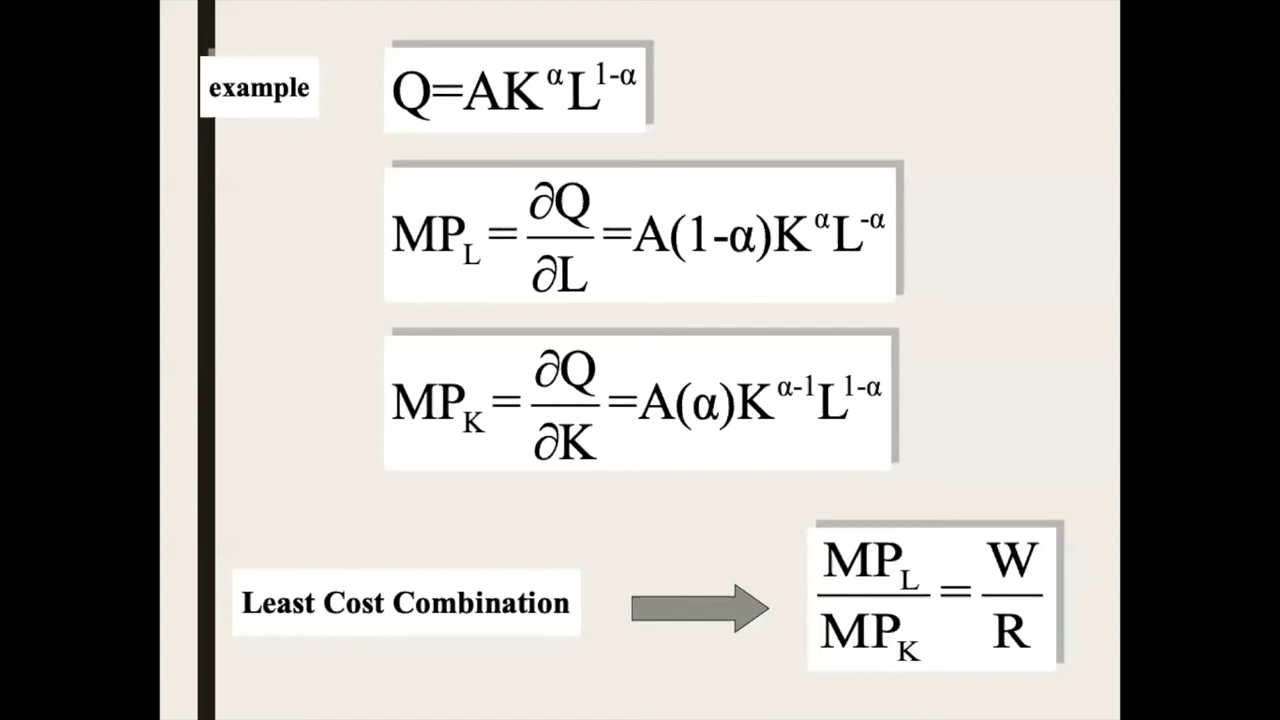 example
Q=AK^α L^1-α
MP_L = ∂Q/∂L =A(1-α)K^α L^-α
MP_K = ∂Q/∂K =A(α)K^α-1 L^1-α
Least Cost Combination
MP_L/MP_K = W/R